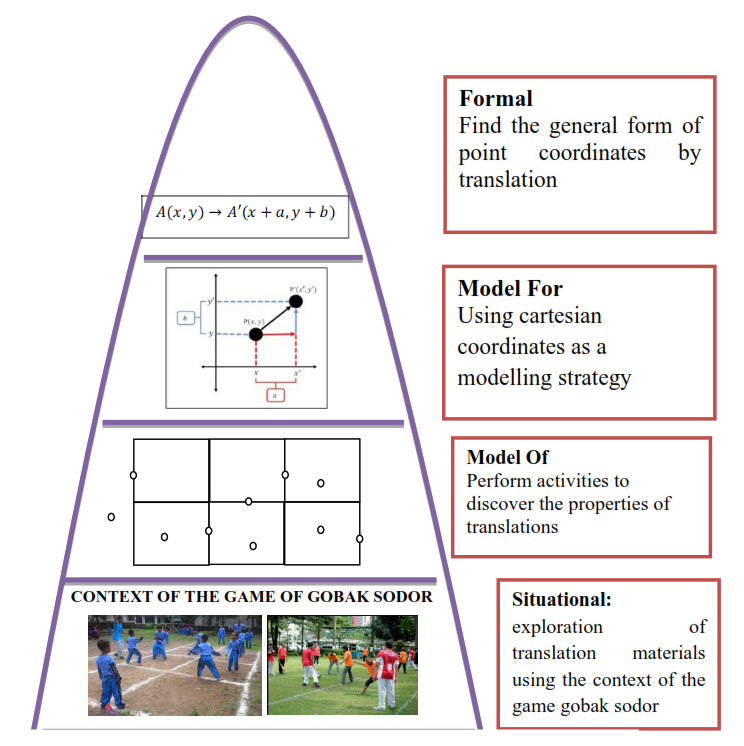 Formal
Find the general form of
point coordinates by
translation
A(x, y) → A′(x + a, y + b)
Model For
Using cartesian
coordinates as a
modelling strategy
P'(x',y')
y'
b
P(x,y)
y
x
x'
a
Model Of
Perform activities to
discover the properties of
translations
CONTEXT OF THE GAME OF GOBAK SODOR
Situational:
exploration of
translation materials
using the context of the
game gobak sodor